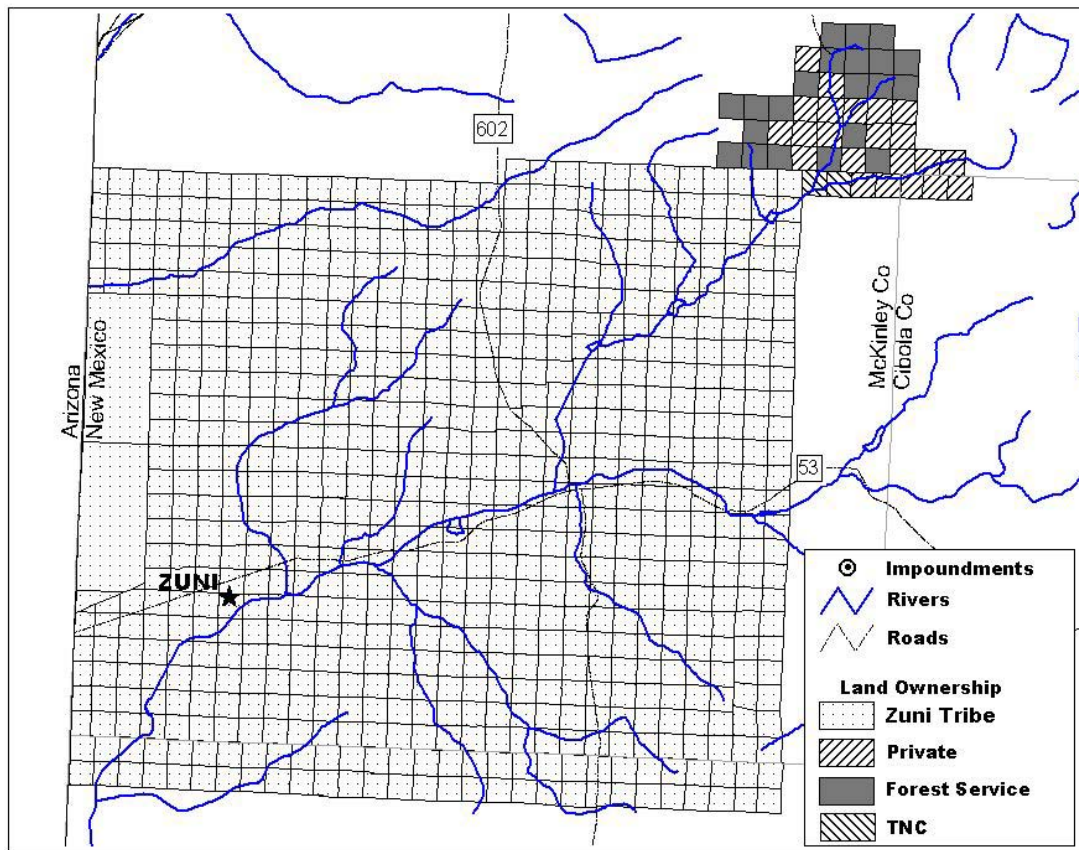 602
McKinley Co
Cibola Co
Arizona
New Mexico
53
ZUNI
Impoundments
Rivers
Roads
Land Ownership
Zuni Tribe
Private
Forest Service
TNC